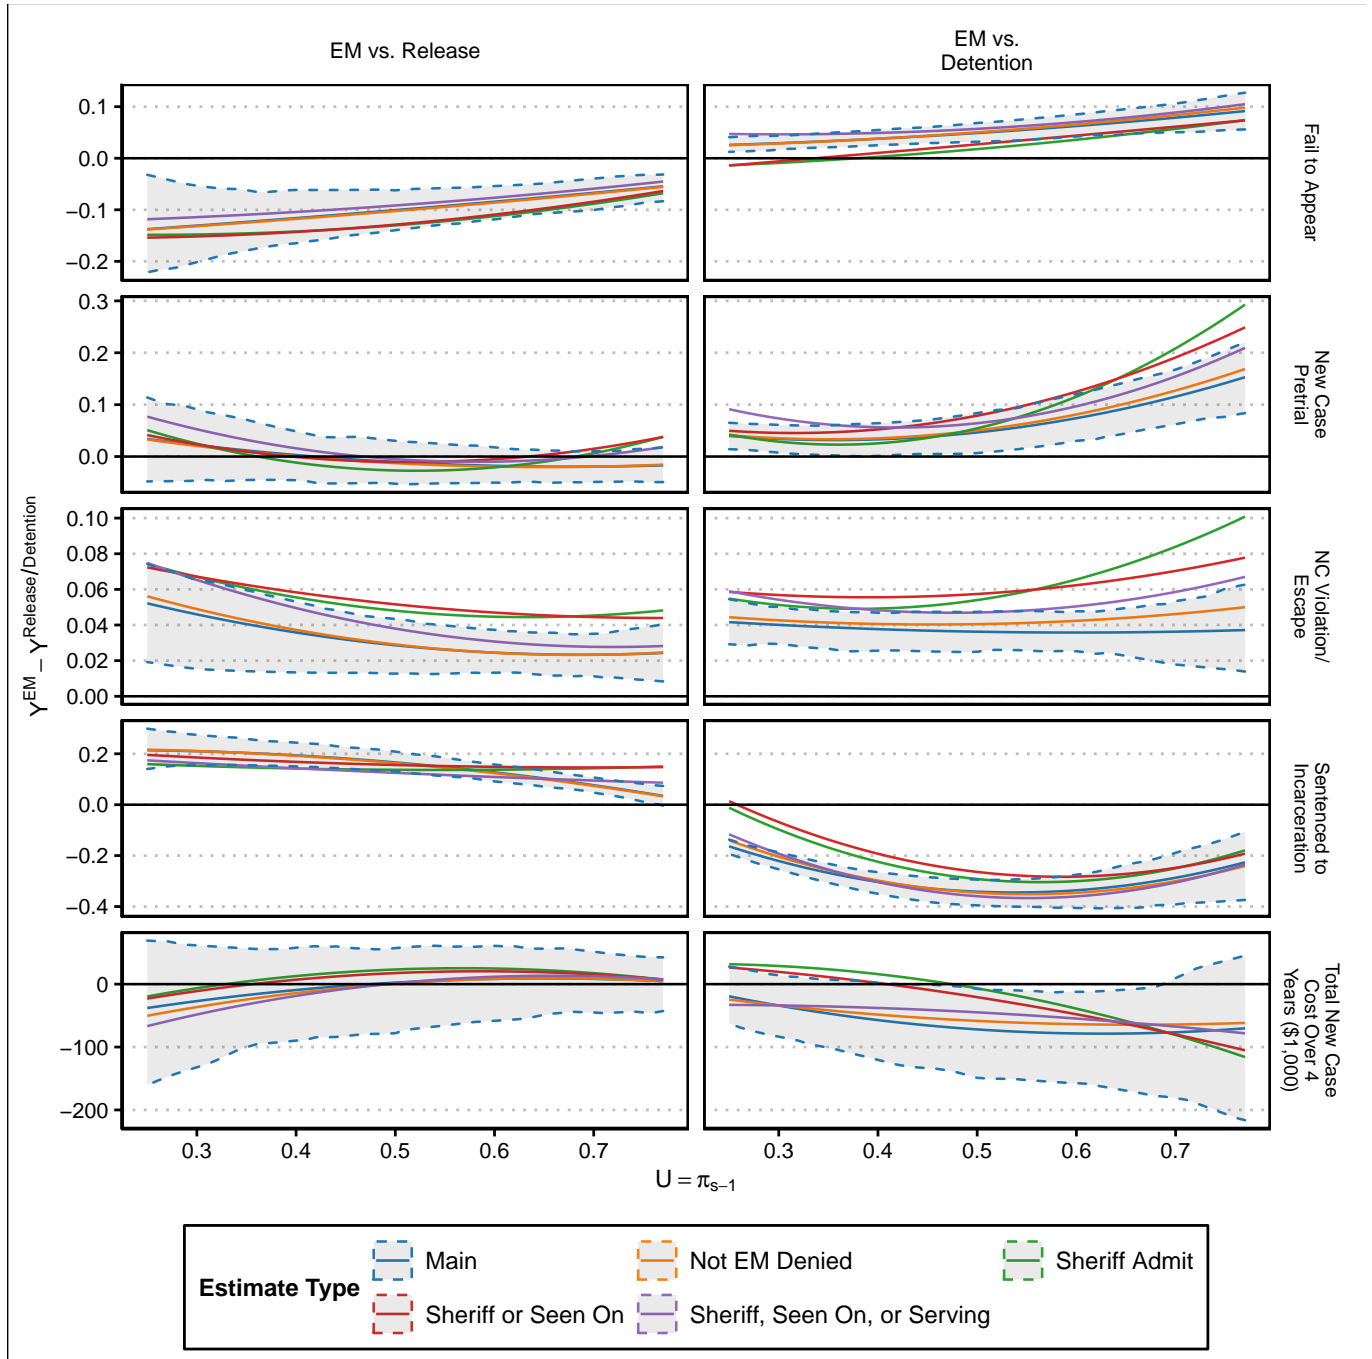 EM vs. Release
EM vs.
Detention
0.1
0.0
−0.1
−0.2
Fail to Appear
0.3
0.2
0.1
0.0
New Case
Pretrial
0.10
0.08
0.06
0.04
0.02
0.00
NC Violation/
Escape
0.2
0.0
−0.2
−0.4
Sentenced to
Incarceration
0
−100
−200
Total New Case
Cost Over 4
Years ($1,000)
Y^EM − Y^Release/Detention
0.3 0.4 0.5 0.6 0.7 0.3 0.4 0.5 0.6 0.7
U = π_s−1
Estimate Type
Main Not EM Denied Sheriff Admit
Sheriff or Seen On Sheriff, Seen On, or Serving